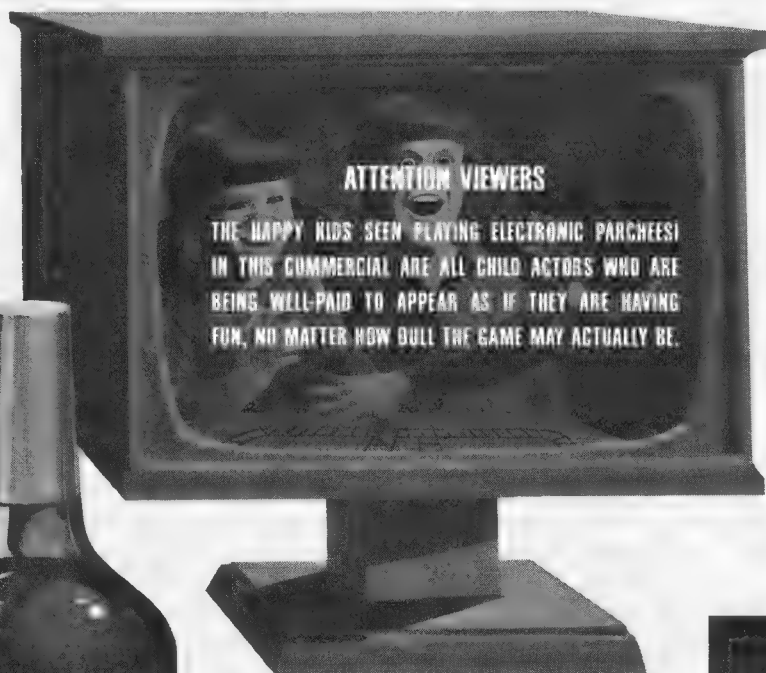 ATTENTION VIEWERS
THE HAPPY KIDS SEEN PLAYING ELECTRONIC PARCHEESI
IN THIS COMMERCIAL ARE ALL CHILD ACTORS WHO ARE
BEING WELL-PAID TO APPEAR AS IF THEY ARE HAVING
FUN, NO MATTER HOW DULL THE GAME MAY ACTUALLY BE.